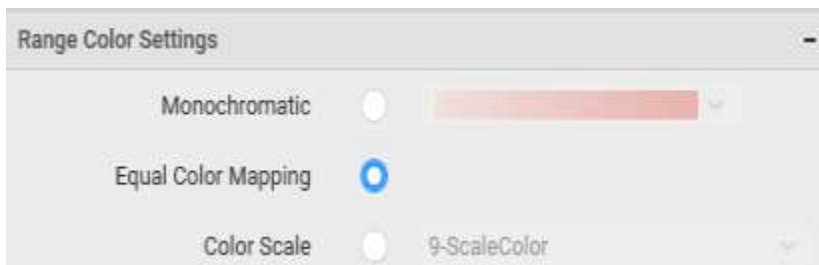 Range Color Settings -
Monochromatic
Equal Color Mapping
Color Scale 9-ScaleColor